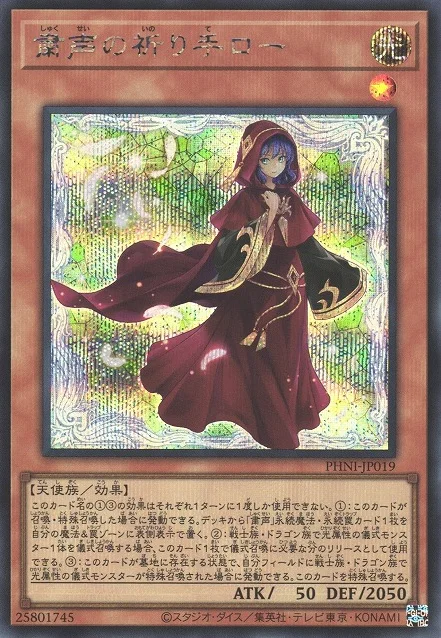 しゅく せい いの て
粛声の祈り手ロー
光
PHNI-JP019
【天使族／効果】
このカード名の①③の効果はそれぞれ1ターンに1度しか使用できない。①：このカードが
召喚・特殊召喚した場合に発動できる。デッキから「粛声」永続魔法・永続罠カード1枚を
自分の魔法＆罠ゾーンに表側表示で置く。②：戦士族・ドラゴン族で光属性の儀式モンス
ター1体を儀式召喚する場合、このカード1枚で儀式召喚に必要な分のリリースとして使用
できる。③：このカードが墓地に存在する状態で、自分フィールドに戦士族・ドラゴン族で
光属性の儀式モンスターが特殊召喚された場合に発動できる。このカードを特殊召喚する。
ATK／ 50 DEF／2050
25801745 ©スタジオ・ダイス／集英社・テレビ東京・KONAMI